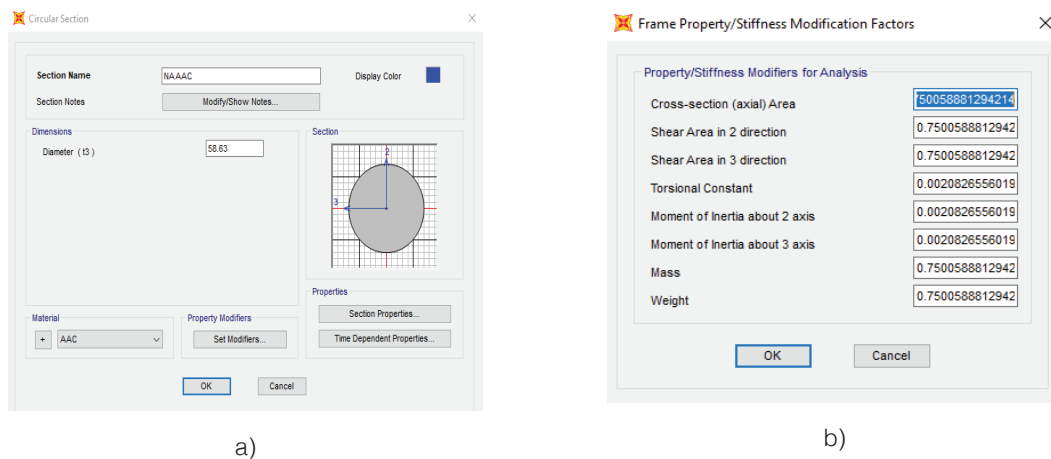 Circular Section
Section Name NAAAC Display Color
Section Notes Modify/Show Notes...
Dimensions
Diameter ( t3 ) 58.63
Section
2
3
Properties
Section Properties...
Time Dependent Properties...
Material
+ AAC
Property Modifiers
Set Modifiers...
OK Cancel
a)
Frame Property/Stiffness Modification Factors
Property/Stiffness Modifiers for Analysis
Cross-section (axial) Area 750058881294214
Shear Area in 2 direction 0.7500588812942
Shear Area in 3 direction 0.7500588812942
Torsional Constant 0.0020826556019
Moment of Inertia about 2 axis 0.0020826556019
Moment of Inertia about 3 axis 0.0020826556019
Mass 0.7500588812942
Weight 0.7500588812942
OK Cancel
b)